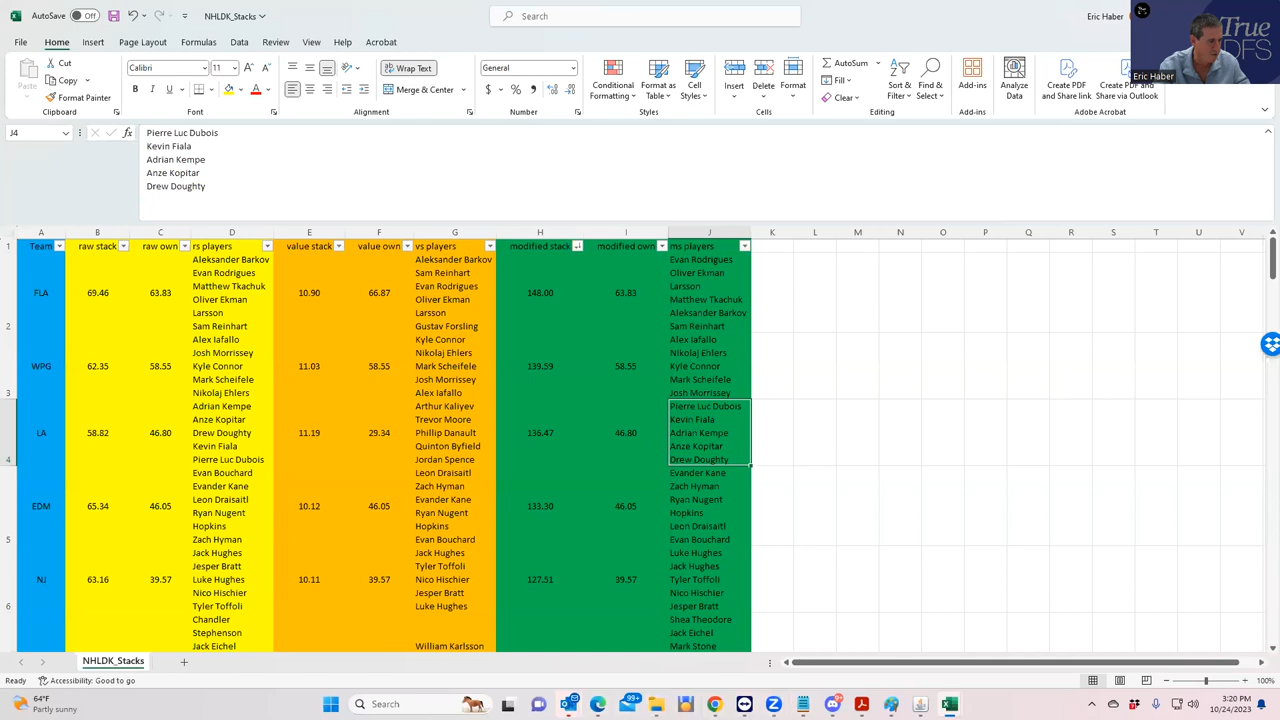 AutoSave Off NHLDK_Stacks Search Eric Haber
File Home Insert Page Layout Formulas Data Review View Help Acrobat
Paste Cut Copy Format Painter
Clipboard
Calibri 11
B I U
Font
Wrap Text
Merge & Center
Alignment
General
$ % ,
Number
Conditional Formatting Format as Table Cell Styles
Styles
Insert Delete Format
Cells
AutoSum
Fill
Clear
Sort & Filter Find & Select
Editing
Add-ins
Add-ins
Analyze Data
Create PDF and Share link Create PDF and Share via Outlook
Adobe Acrobat
True
DFS
Eric Haber
J4 fx Pierre Luc Dubois
Kevin Fiala
Adrian Kempe
Anze Kopitar
Drew Doughty
A B C D E F G H I J K L M N O P Q R S T U V
1 Team raw stack raw own rs players value stack value own vs players modified stack modified own ms players
Aleksander Barkov Aleksander Barkov Evan Rodrigues
Evan Rodrigues Sam Reinhart Oliver Ekman
Matthew Tkachuk Evan Rodrigues Larsson
FLA 69.46 63.83 10.90 66.87 148.00 63.83
Oliver Ekman Oliver Ekman Matthew Tkachuk
Larsson Larsson Aleksander Barkov
2 Sam Reinhart Gustav Forsling Sam Reinhart
Alex Iafallo Kyle Connor Alex Iafallo
Josh Morrissey Nikolaj Ehlers Nikolaj Ehlers
WPG 62.35 58.55 Kyle Connor 11.03 58.55 Mark Scheifele 139.59 58.55 Kyle Connor
Mark Scheifele Josh Morrissey Mark Scheifele
3 Nikolaj Ehlers Alex Iafallo Josh Morrissey
Adrian Kempe Arthur Kaliyev Pierre Luc Dubois
Anze Kopitar Trevor Moore Kevin Fiala
LA 58.82 46.80 Drew Doughty 11.19 29.34 Phillip Danault 136.47 46.80 Adrian Kempe
Kevin Fiala Quinton Byfield Anze Kopitar
4 Pierre Luc Dubois Jordan Spence Drew Doughty
Evan Bouchard Leon Draisaitl Evander Kane
Evander Kane Zach Hyman Zach Hyman
Leon Draisaitl Evander Kane Ryan Nugent
EDM 65.34 46.05 10.12 46.05 133.30 46.05
Ryan Nugent Ryan Nugent Hopkins
Hopkins Hopkins Leon Draisaitl
5 Zach Hyman Evan Bouchard Evan Bouchard
Jack Hughes Jack Hughes Luke Hughes
Jesper Bratt Tyler Toffoli Jack Hughes
NJ 63.16 39.57 Luke Hughes 10.11 39.57 Nico Hischier 127.51 39.57 Tyler Toffoli
Nico Hischier Jesper Bratt Nico Hischier
6 Tyler Toffoli Luke Hughes Jesper Bratt
Chandler Shea Theodore
Stephenson Jack Eichel
Jack Eichel William Karlsson Mark Stone
NHLDK_Stacks
Ready Accessibility: Good to go 100%
64°F
Partly sunny
Search
99+
3:20 PM
10/24/2023